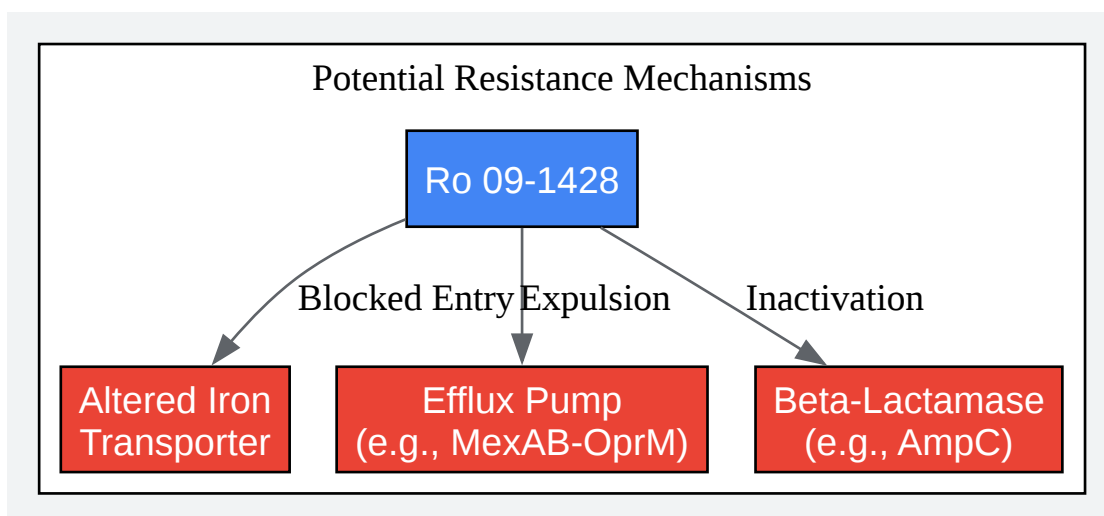 Potential Resistance Mechanisms
Ro 09-1428
Blocked Entry
Expulsion
Inactivation
Altered Iron
Transporter
Efflux Pump
(e.g., MexAB-OprM)
Beta-Lactamase
(e.g., AmpC)